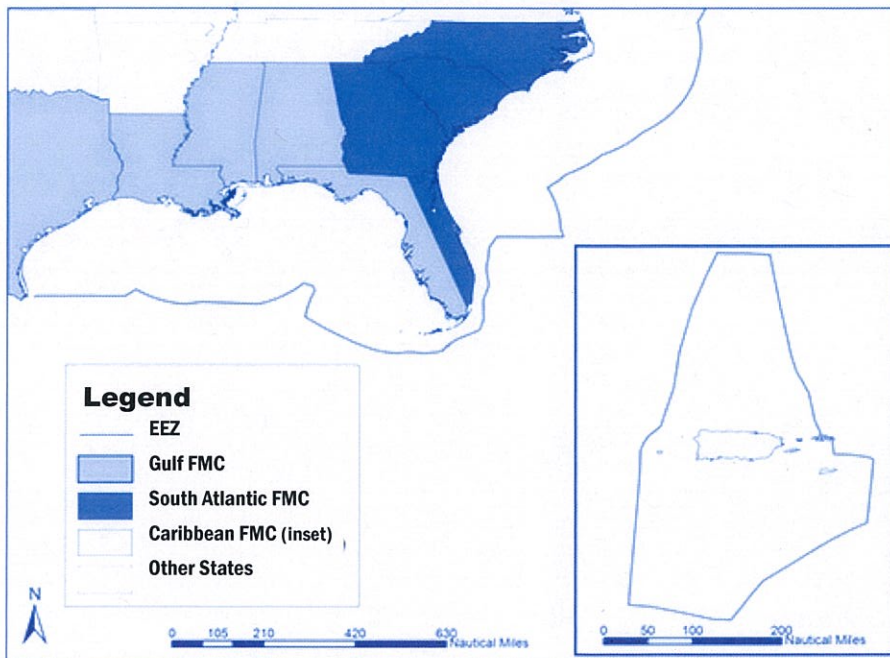 Legend
EEZ
Gulf FMC
South Atlantic FMC
Caribbean FMC (inset)
Other States
N
0 105 210 420 630
Nautical Miles
0 50 100 200
Nautical Miles